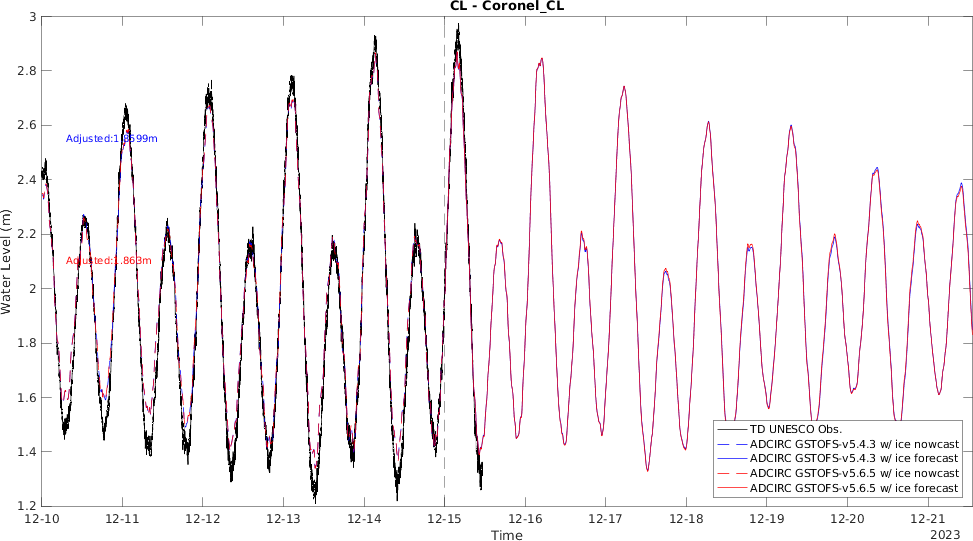 CL - Coronel_CL
3
2.8
2.6
2.4
2.2
2
1.8
1.6
1.4
1.2
Water Level (m)
Adjusted:1.8599m
Adjusted:1.863m
12-10 12-11 12-12 12-13 12-14 12-15 12-16 12-17 12-18 12-19 12-20 12-21
Time
2023
TD UNESCO Obs.
ADCIRC GSTOFS-v5.4.3 w/ ice nowcast
ADCIRC GSTOFS-v5.4.3 w/ ice forecast
ADCIRC GSTOFS-v5.6.5 w/ ice nowcast
ADCIRC GSTOFS-v5.6.5 w/ ice forecast